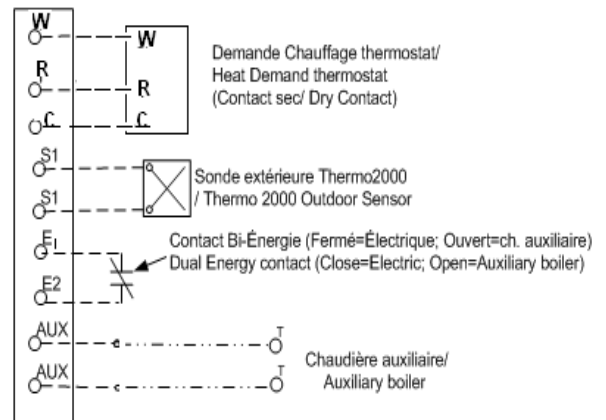 W
W
R
R
C
C
Demande Chauffage thermostat/
Heat Demand thermostat
(Contact sec/ Dry Contact)
S1
S1
Sonde extérieure Thermo2000
/ Thermo 2000 Outdoor Sensor
E1
E2
Contact Bi-Énergie (Fermé=Électrique; Ouvert=ch. auxiliaire)
Dual Energy contact (Close=Electric; Open=Auxiliary boiler)
AUX
c
T
AUX
c
T
Chaudière auxiliaire/
Auxiliary boiler